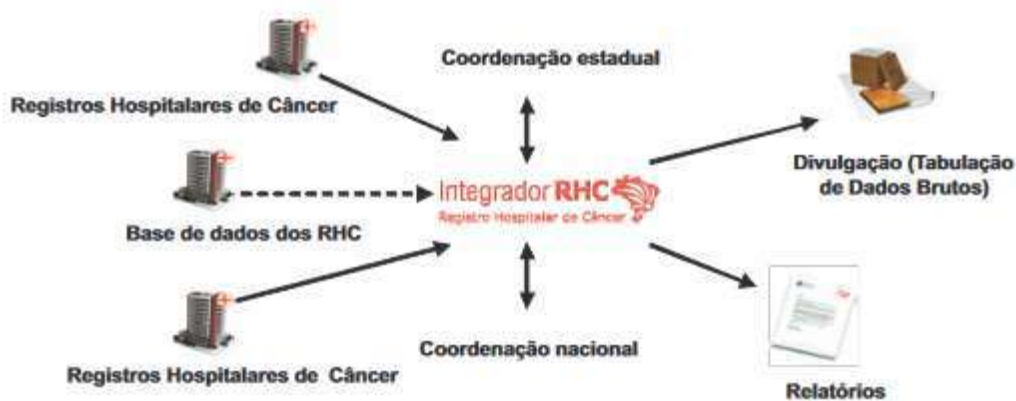 Coordenação estadual
Registros Hospitalares de Câncer
Divulgação (Tabulação
de Dados Brutos)
Integrador RHC
Registro Hospitalar de Câncer
Base de dados dos RHC
Coordenação nacional
Registros Hospitalares de Câncer
Relatórios